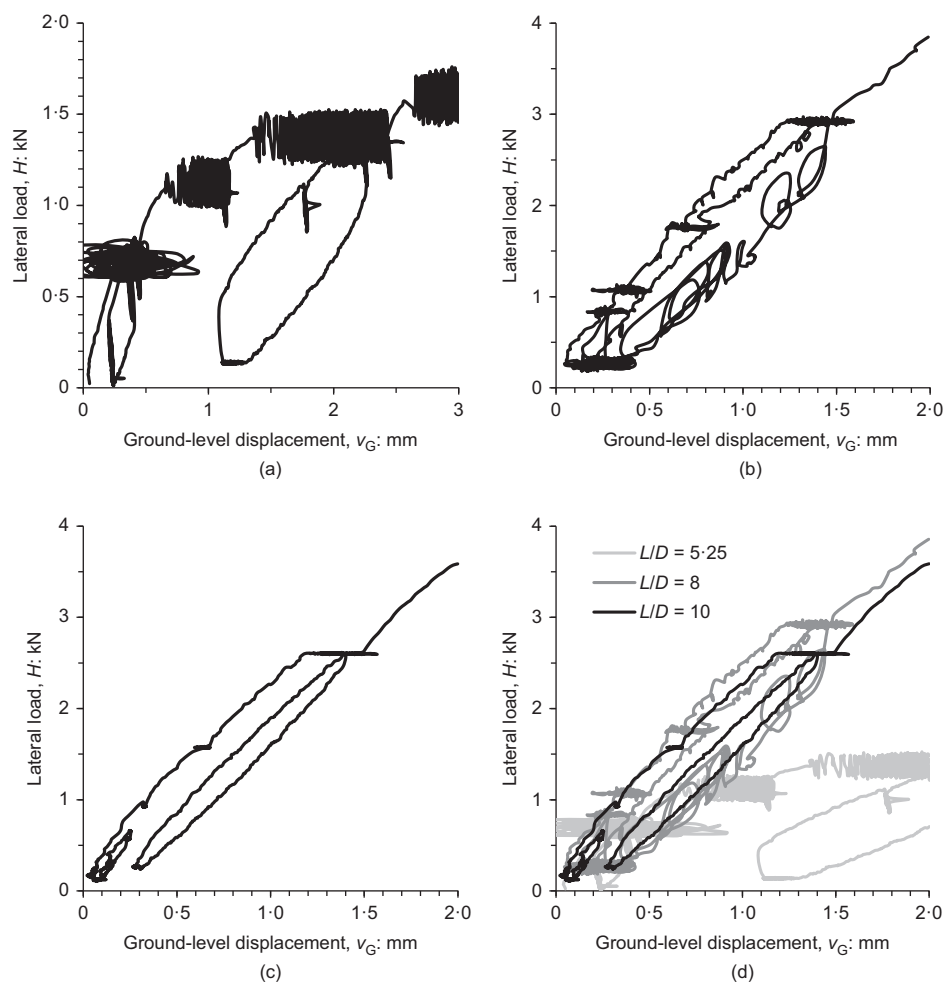 2·0
1·5
1·0
0·5
0
Lateral load, H: kN
0
1
2
3
Ground-level displacement, vG: mm
(a)
4
3
2
1
0
Lateral load, H: kN
0
0·5
1·0
1·5
2·0
Ground-level displacement, vG: mm
(b)
4
3
2
1
0
Lateral load, H: kN
0
0·5
1·0
1·5
2·0
Ground-level displacement, vG: mm
(c)
4
3
2
1
0
Lateral load, H: kN
L/D = 5·25
L/D = 8
L/D = 10
0
0·5
1·0
1·5
2·0
Ground-level displacement, vG: mm
(d)